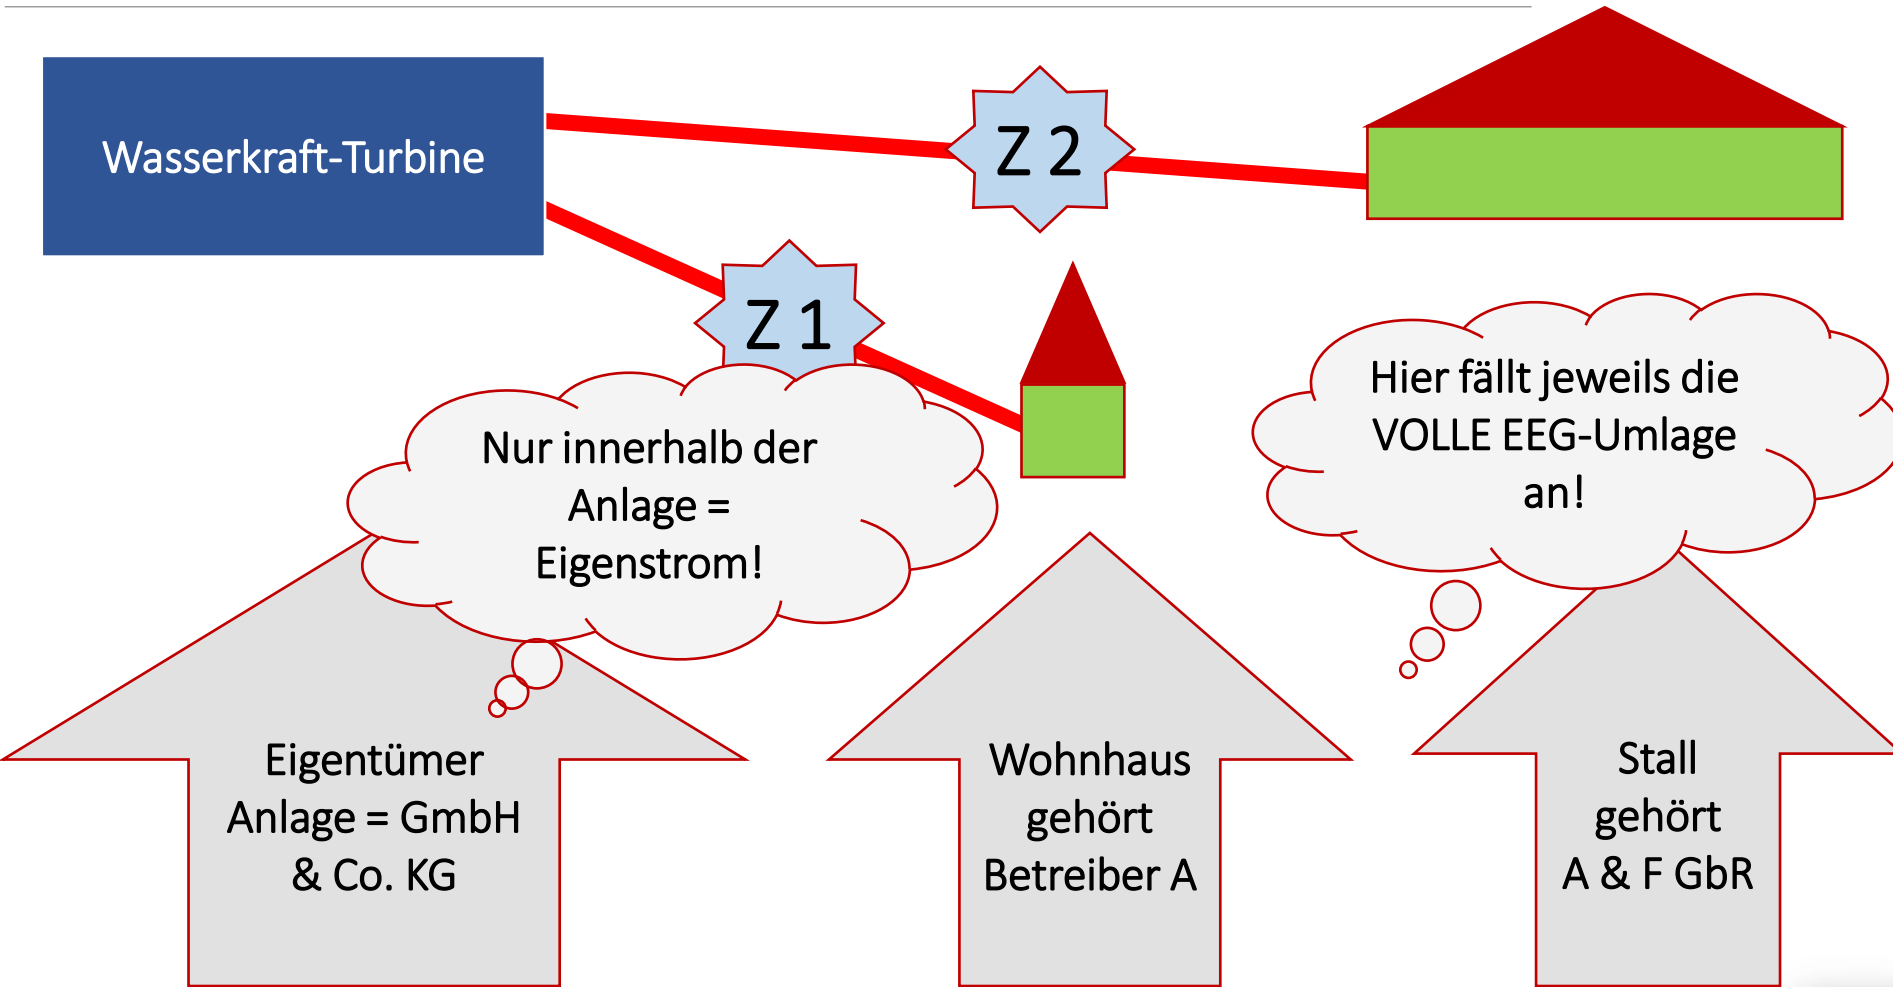 Wasserkraft-Turbine
Z 2
Z 1
Nur innerhalb der
Anlage =
Eigenstrom!
Hier fällt jeweils die
VOLLE EEG-Umlage
an!
Eigentümer
Anlage = GmbH
& Co. KG
Wohnhaus
gehört
Betreiber A
Stall
gehört
A & F GbR